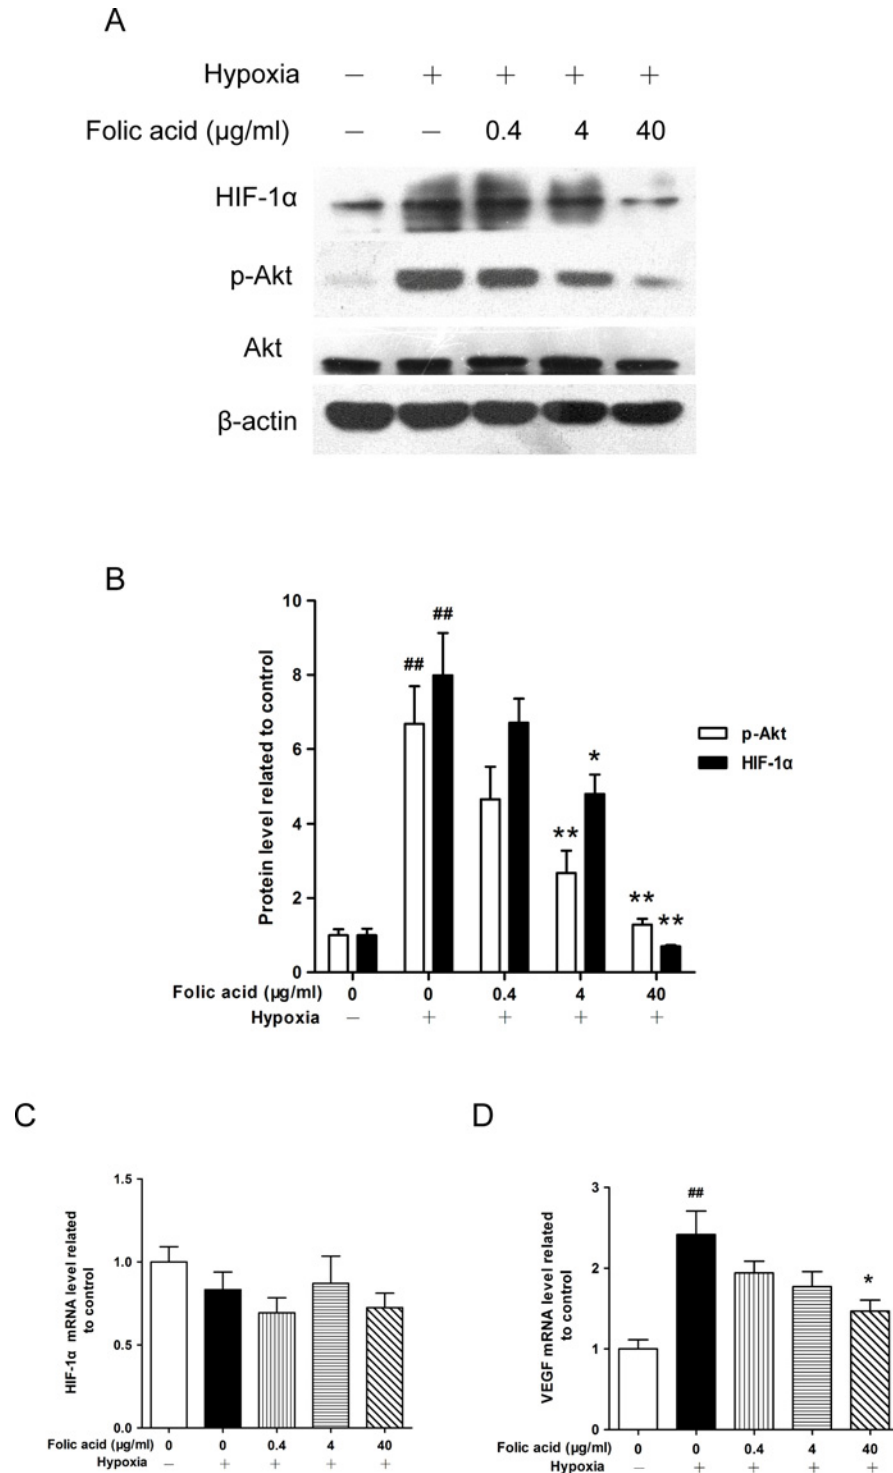 A
Hypoxia − + + + +
Folic acid (µg/ml) − − 0.4 4 40
HIF-1α
p-Akt
Akt
β-actin
B
Protein level related to control
10
8
6
4
2
0
## ## * ** ** **
p-Akt
HIF-1α
Folic acid (µg/ml) 0 0 0.4 4 40
Hypoxia − + + + +
C
HIF-1α mRNA level related
to control
1.5
1.0
0.5
0.0
Folic acid (µg/ml) 0 0 0.4 4 40
Hypoxia − + + + +
D
VEGF mRNA level related
to control
3
2
1
0
## *
Folic acid (µg/ml) 0 0 0.4 4 40
Hypoxia − + + + +